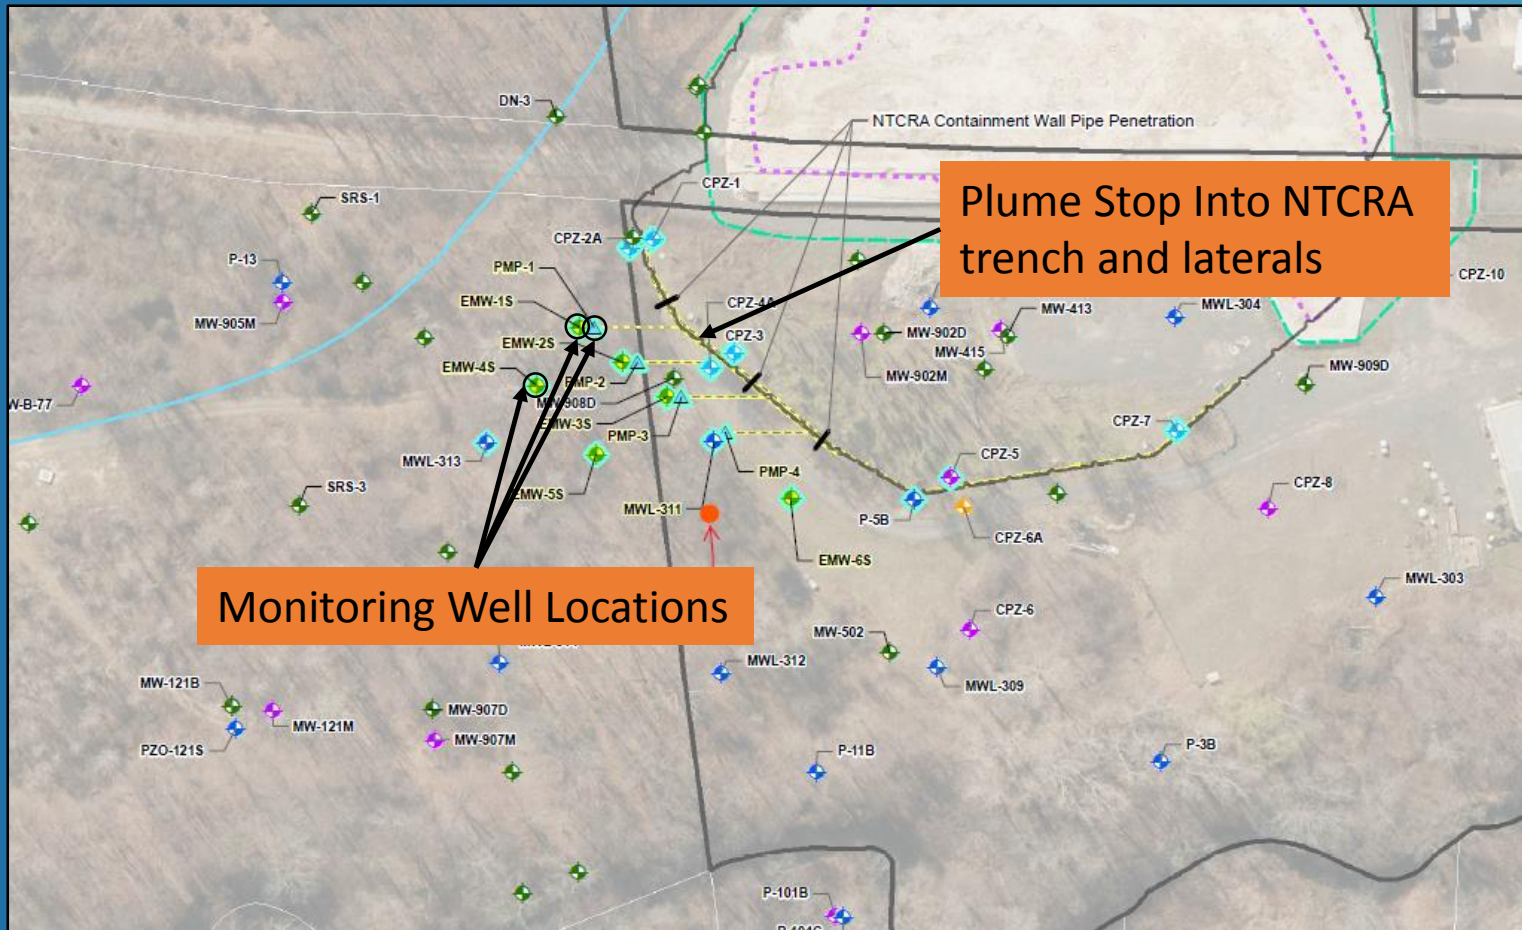 DN-3
NTCRA Containment Wall Pipe Penetration
CPZ-1
Plume Stop Into NTCRA
trench and laterals
SRS-1
CPZ-2A
P-13
PMP-1
CPZ-10
EMW-1S
CPZ-4A
MW-413
MWL-304
MW-905M
EMW-2S
CPZ-3
MW-902D
MW-415
EMW-4S
PMP-2
MW-902M
MW-909D
W-B-77
MW-908D
EMW-3S
PMP-3
CPZ-7
MWL-313
CPZ-5
PMP-4
SRS-3
EMW-5S
CPZ-8
MWL-311
P-5B
CPZ-6A
EMW-6S
Monitoring Well Locations
MWL-303
CPZ-6
MW-502
MWL-312
MWL-309
MW-121B
MW-907D
MW-121M
MW-907M
PZO-121S
P-11B
P-3B
P-101B